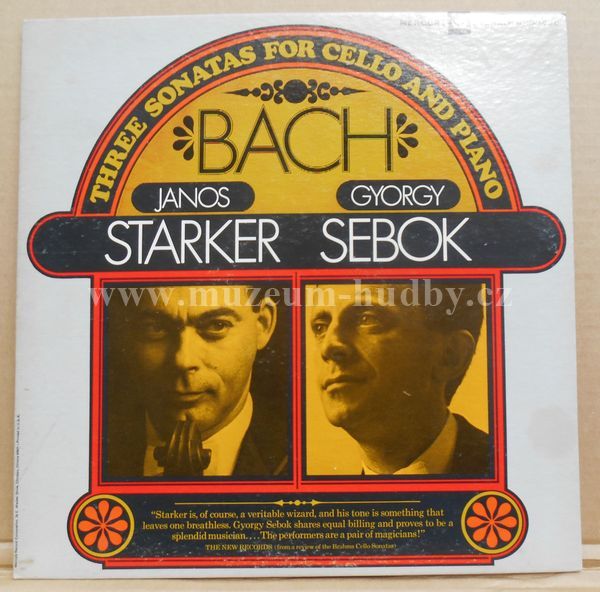 MERCURY
THREE SONATAS FOR CELLO AND PIANO
BACH
JANOS GYORGY
STARKER SEBOK
www.muzeum-hudby.cz
"Starker is, of course, a veritable wizard, and his tone is something that
leaves one breathless. Gyorgy Sebok shares equal billing and proves to be a
splendid musician.... The performers are a pair of magicians!"
THE NEW RECORDS (from a review of the Brahms Cello Sonatas)